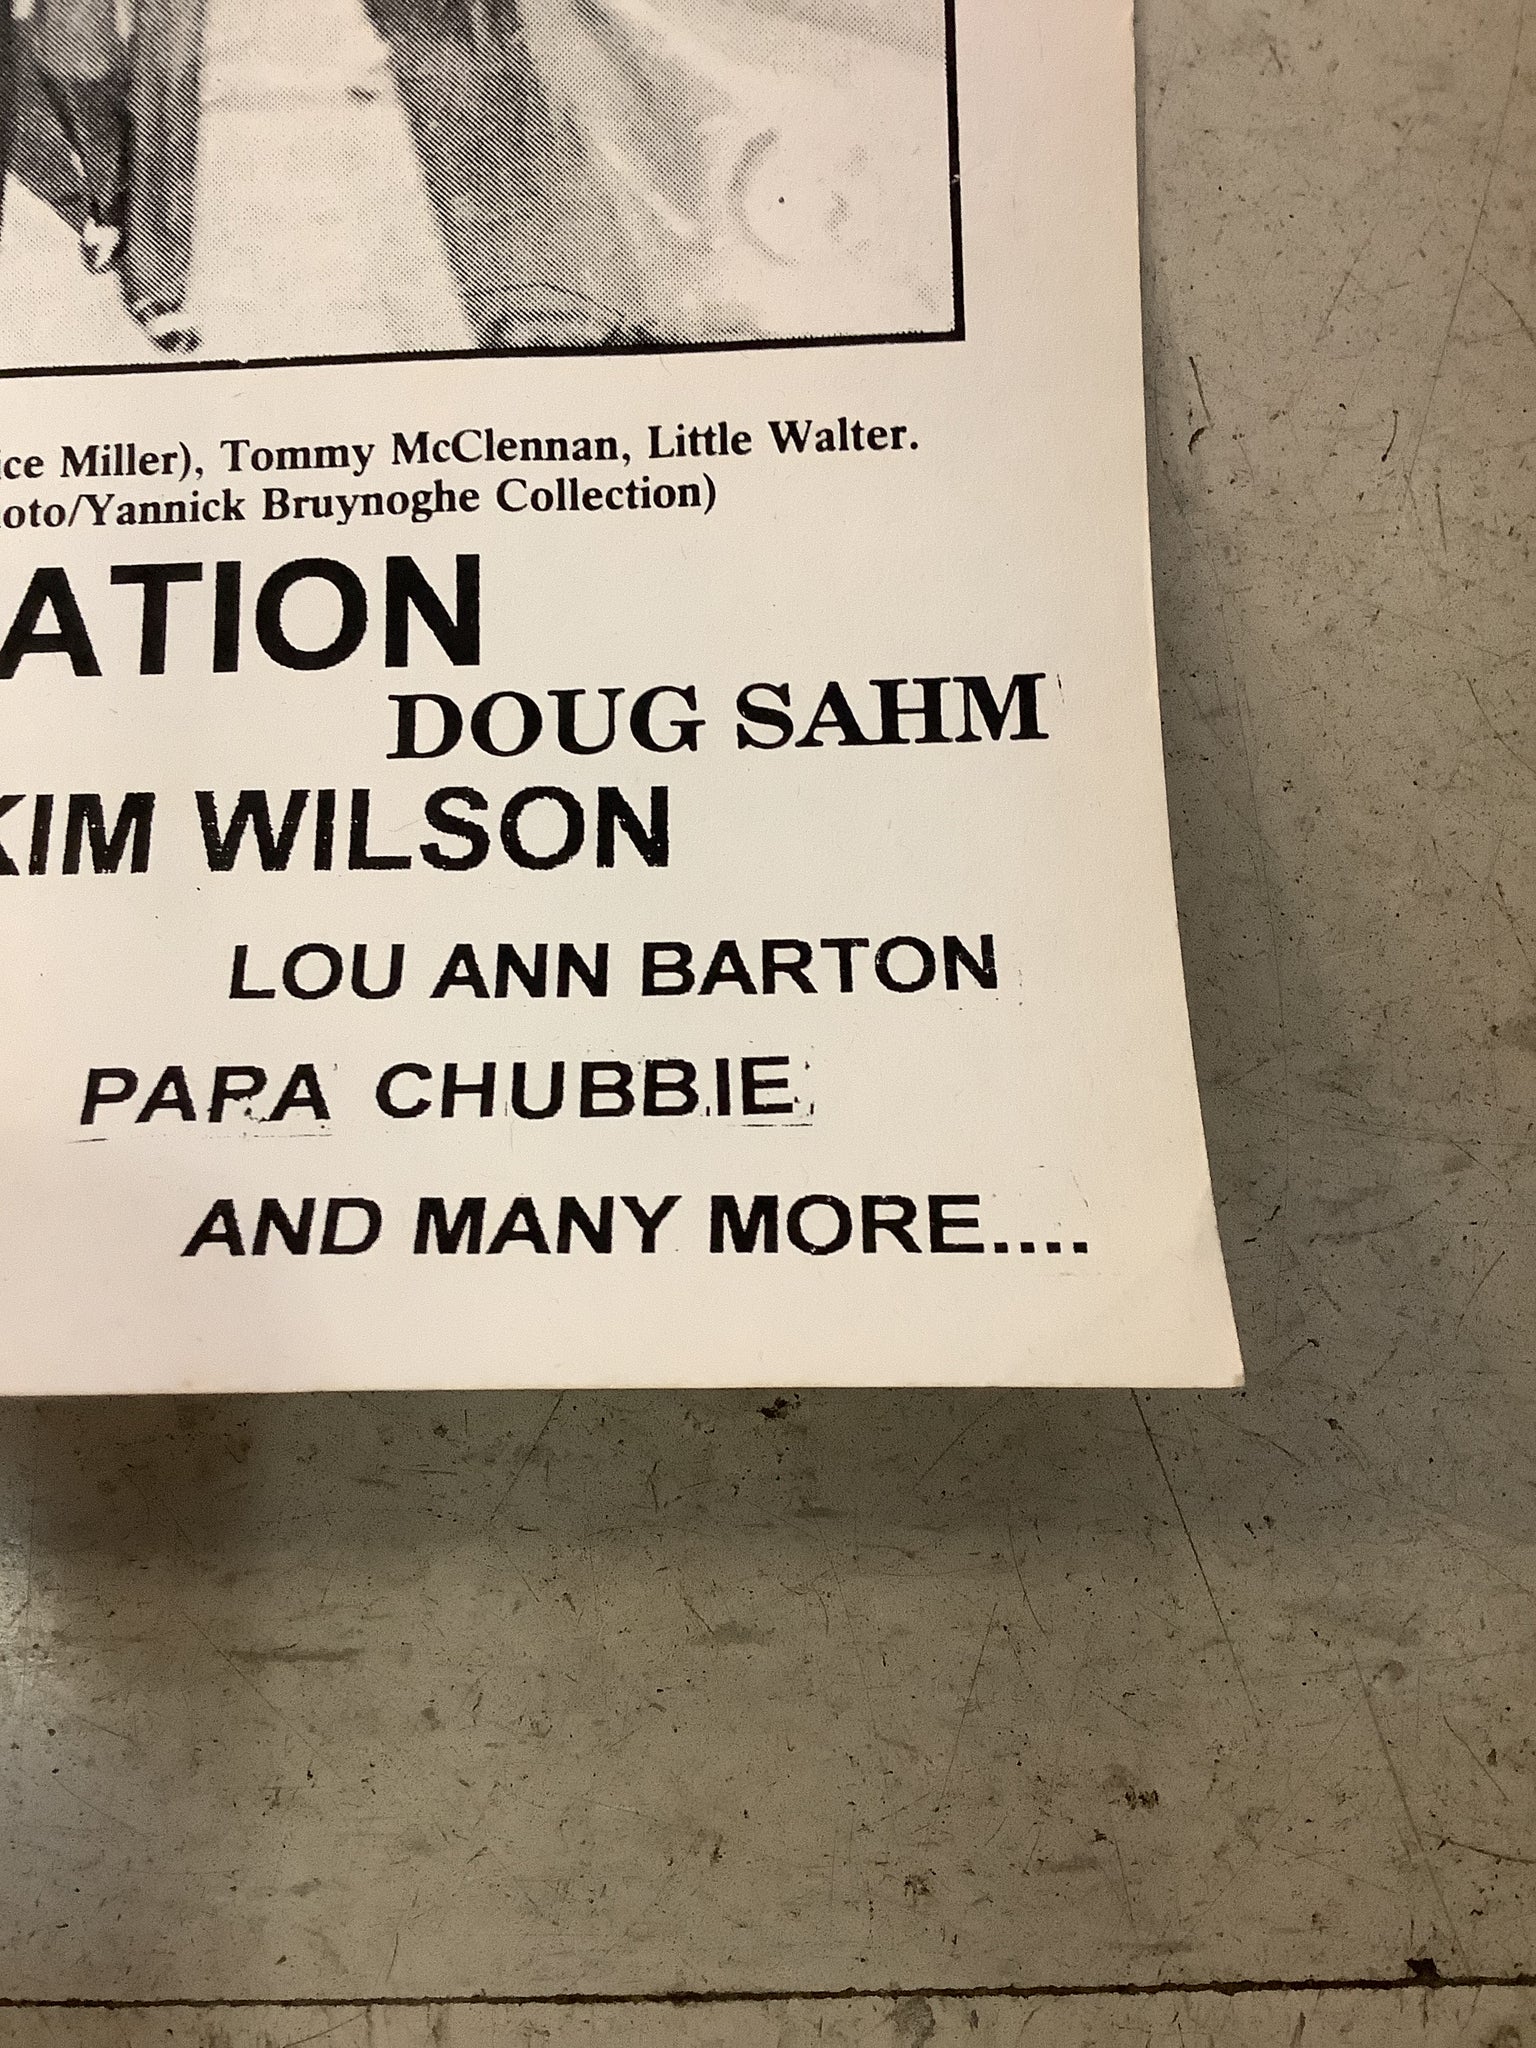 ice Miller), Tommy McClennan, Little Walter.
oto/Yannick Bruynoghe Collection)
ATION
DOUG SAHM
KIM WILSON
LOU ANN BARTON
PAPA CHUBBIE
AND MANY MORE....